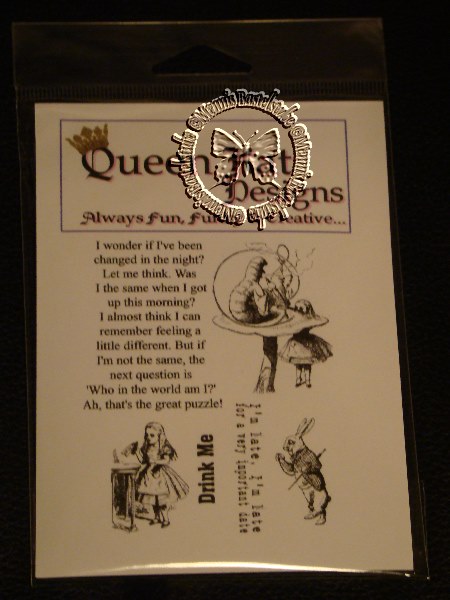 Queen Kat
Designs
Always Fun,
I wonder if I've been
changed in the night?
Let me think. Was
I the same when I got
up this morning?
I almost think I can
remember feeling a
little different. But if
I'm not the same, the
next question is
'Who in the world am I?'
Ah, that's the great puzzle!
Drink Me
I'm late, I'm late
for a very important date